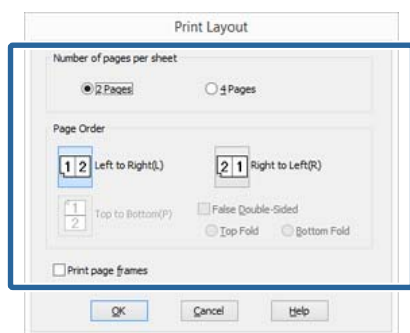 Print Layout
Number of pages per sheet
2 Pages 4 Pages
Page Order
1 2 Left to Right(L) 2 1 Right to Left(R)
1
2 Top to Bottom(P) False Double-Sided
Top Fold Bottom Fold
Print page frames
OK Cancel Help